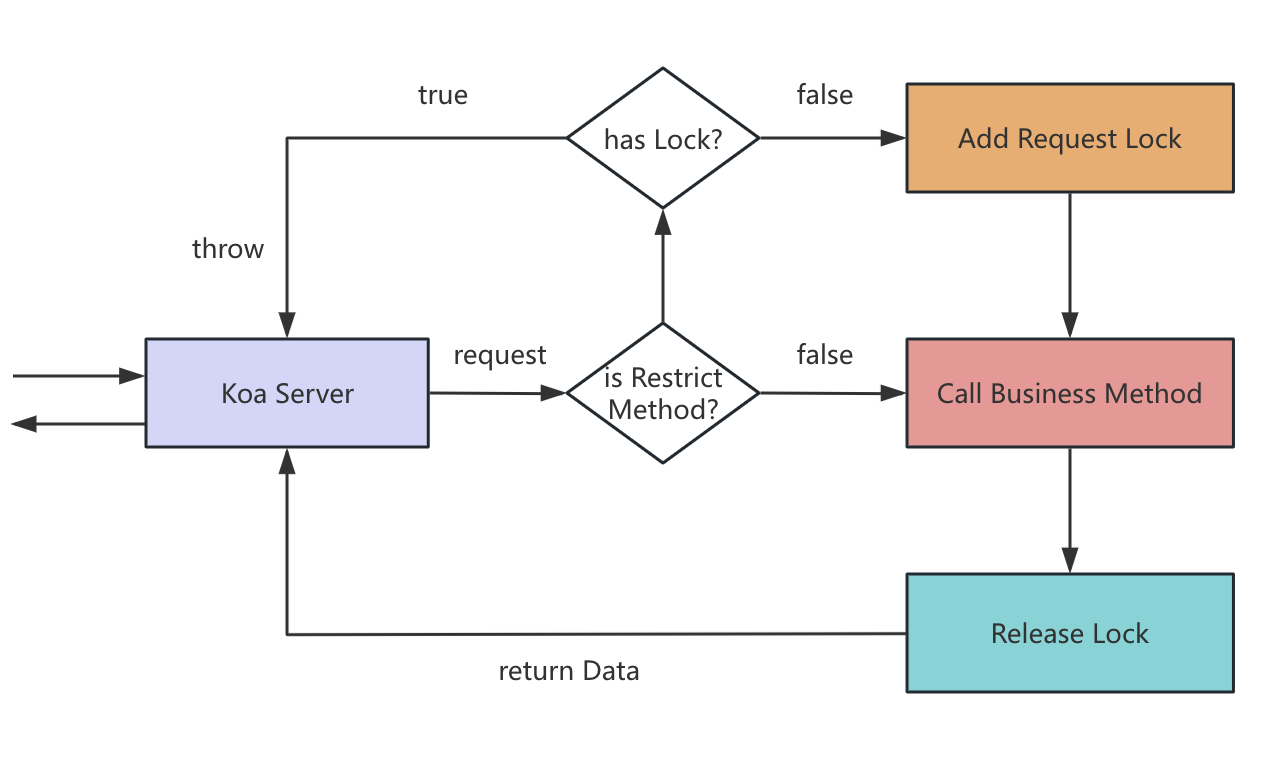 true
false
has Lock?
Add Request Lock
throw
request
false
is Restrict
Method?
Koa Server
Call Business Method
Release Lock
return Data